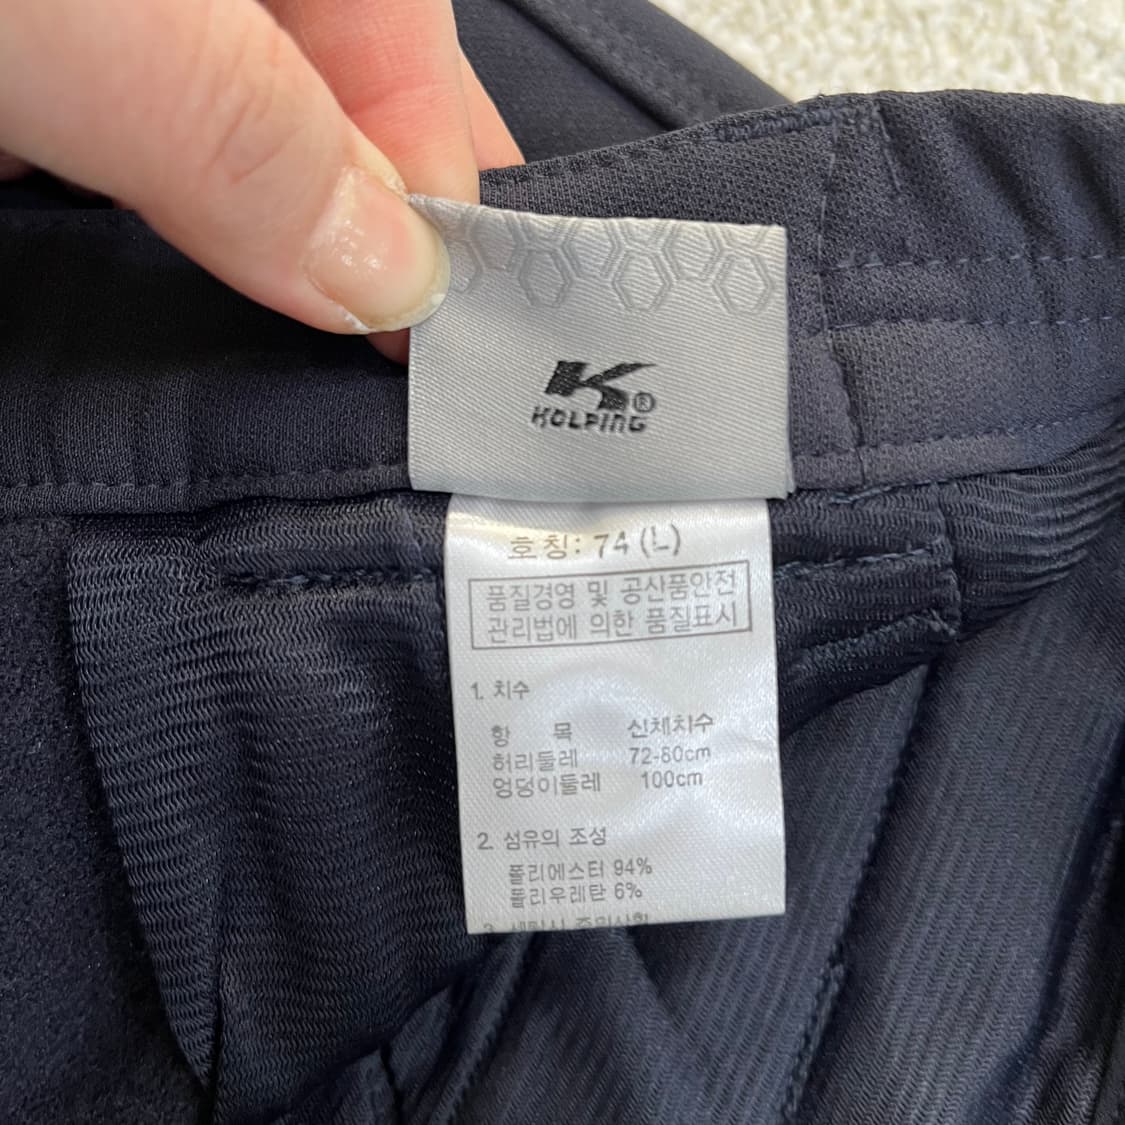 K®
KOLPING
호칭: 74 (L)
품질경영 및 공산품안전
관리법에 의한 품질표시
1. 치수
항 목 신체치수
허리둘레 72-80cm
엉덩이둘레 100cm
2. 섬유의 조성
폴리에스터 94%
폴리우레탄 6%